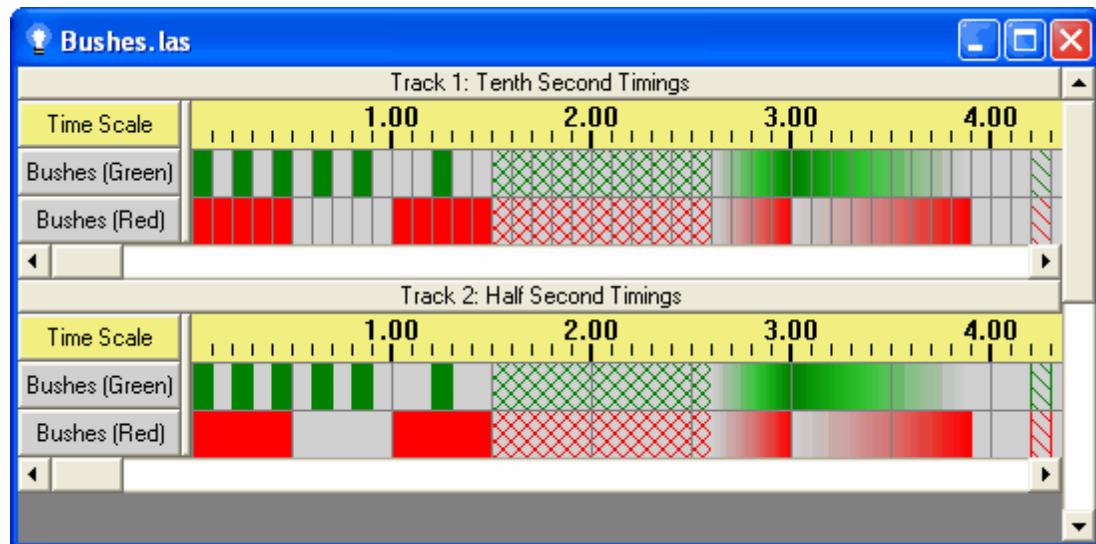 Bushes.las
Track 1: Tenth Second Timings
Time Scale 1.00 2.00 3.00 4.00
Bushes (Green)
Bushes (Red)
Track 2: Half Second Timings
Time Scale 1.00 2.00 3.00 4.00
Bushes (Green)
Bushes (Red)